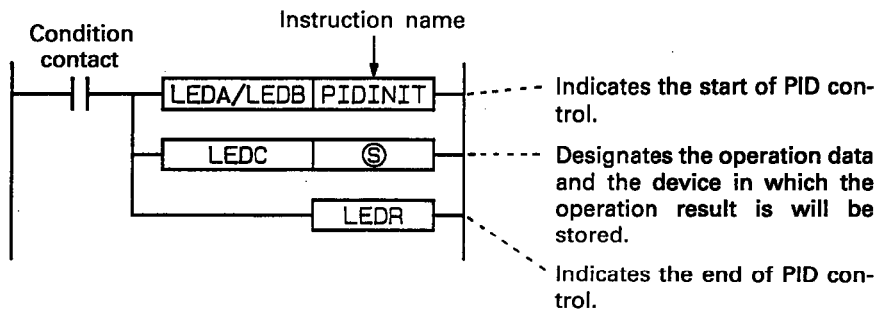 Instruction name
Condition
contact
LEDA/LEDB PIDINIT
Indicates the start of PID con-
trol.
LEDC Ⓢ
Designates the operation data
and the device in which the
operation result is will be
stored.
LEDR
Indicates the end of PID con-
trol.